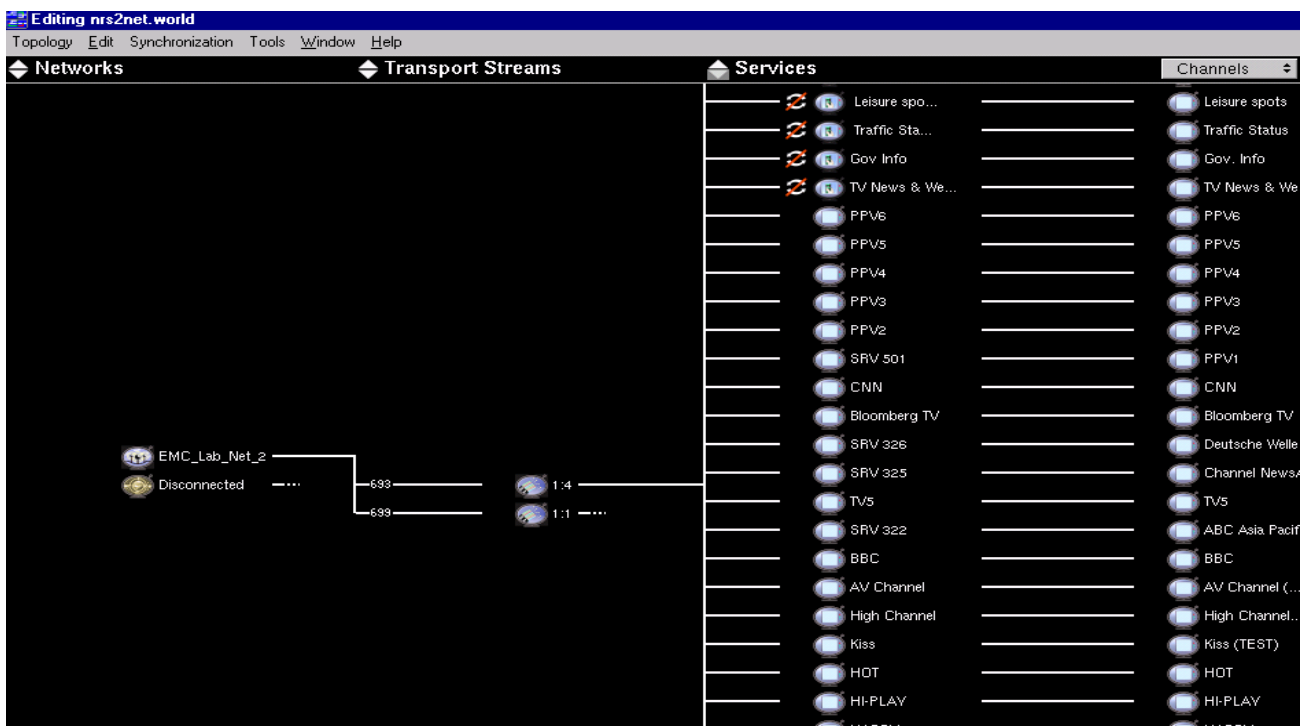 Editing nrs2net.world
Topology Edit Synchronization Tools Window Help
Networks Transport Streams Services Channels
Leisure spo... Leisure spots
Traffic Sta... Traffic Status
Gov Info Gov. Info
TV News & We... TV News & We
PPV6 PPV6
PPV5 PPV5
PPV4 PPV4
PPV3 PPV3
PPV2 PPV2
SRV 501 PPV1
CNN CNN
Bloomberg TV Bloomberg TV
EMC_Lab_Net_2 SRV 326 Deutsche Welle
Disconnected 693 1:4 SRV 325 Channel NewsA
TV5 TV5
699 1:1 SRV 322 ABC Asia Pacif
BBC BBC
AV Channel AV Channel (...
High Channel High Channel...
Kiss Kiss (TEST)
HOT HOT
HI-PLAY HI-PLAY